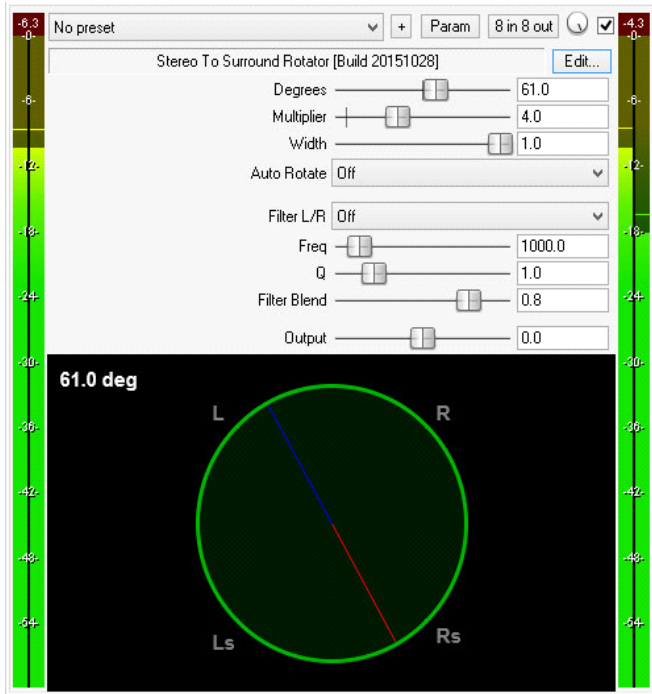 -6.3 No preset + Param 8 in 8 out -4.3
-0- -0-
Stereo To Surround Rotator [Build 20151028] Edit...
Degrees 61.0
-6- -6-
Multiplier 4.0
Width 1.0
-12- -12-
Auto Rotate Off
Filter L/R Off
-18- -18-
Freq 1000.0
Q 1.0
-24- Filter Blend 0.8 -24-
Output 0.0
-30- -30-
61.0 deg
L R
-36- -36-
-42- -42-
-48- -48-
-54- -54-
Ls Rs